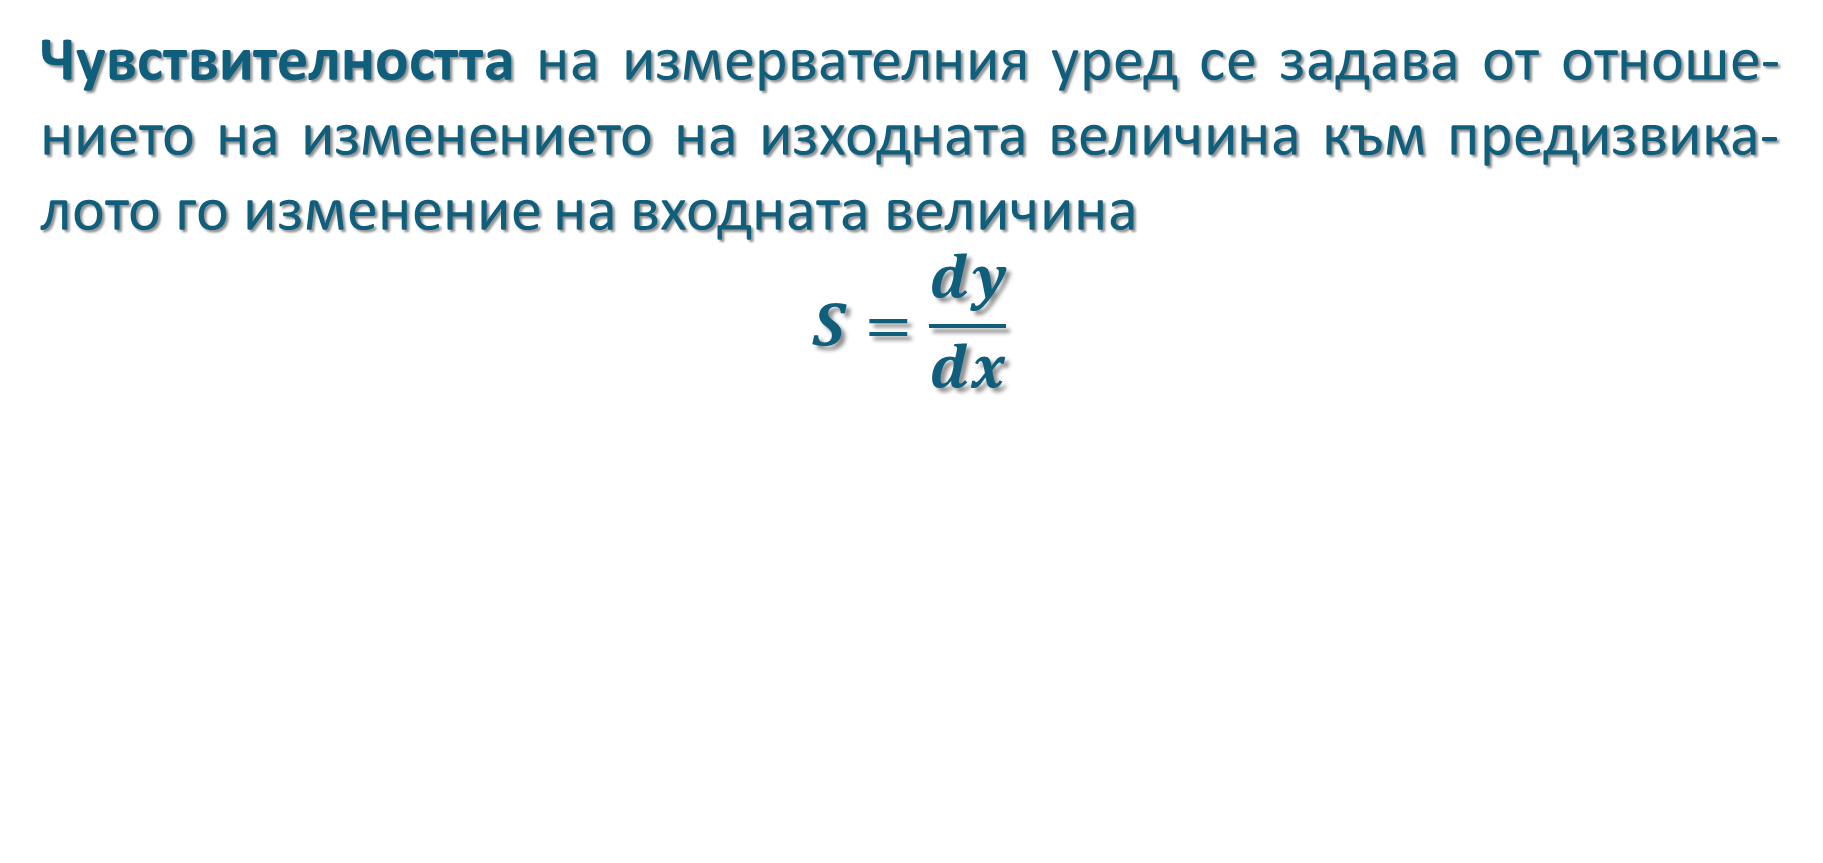 Чувствителността на измервателния уред се задава от отноше-
нието на изменението на изходната величина към предизвика-
лото го изменение на входната величина
S = dy/dx